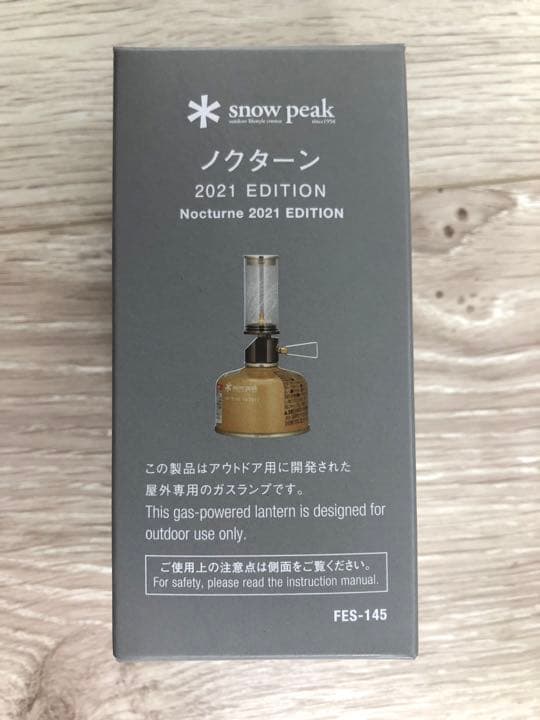 snow peak
outdoor lifestyle creator since1958
ノクターン
2021 EDITION
Nocturne 2021 EDITION
snow peak
この製品はアウトドア用に開発された
屋外専用のガスランプです。
This gas-powered lantern is designed for
outdoor use only.
ご使用上の注意点は側面をご覧ください。
For safety, please read the instruction manual.
FES-145